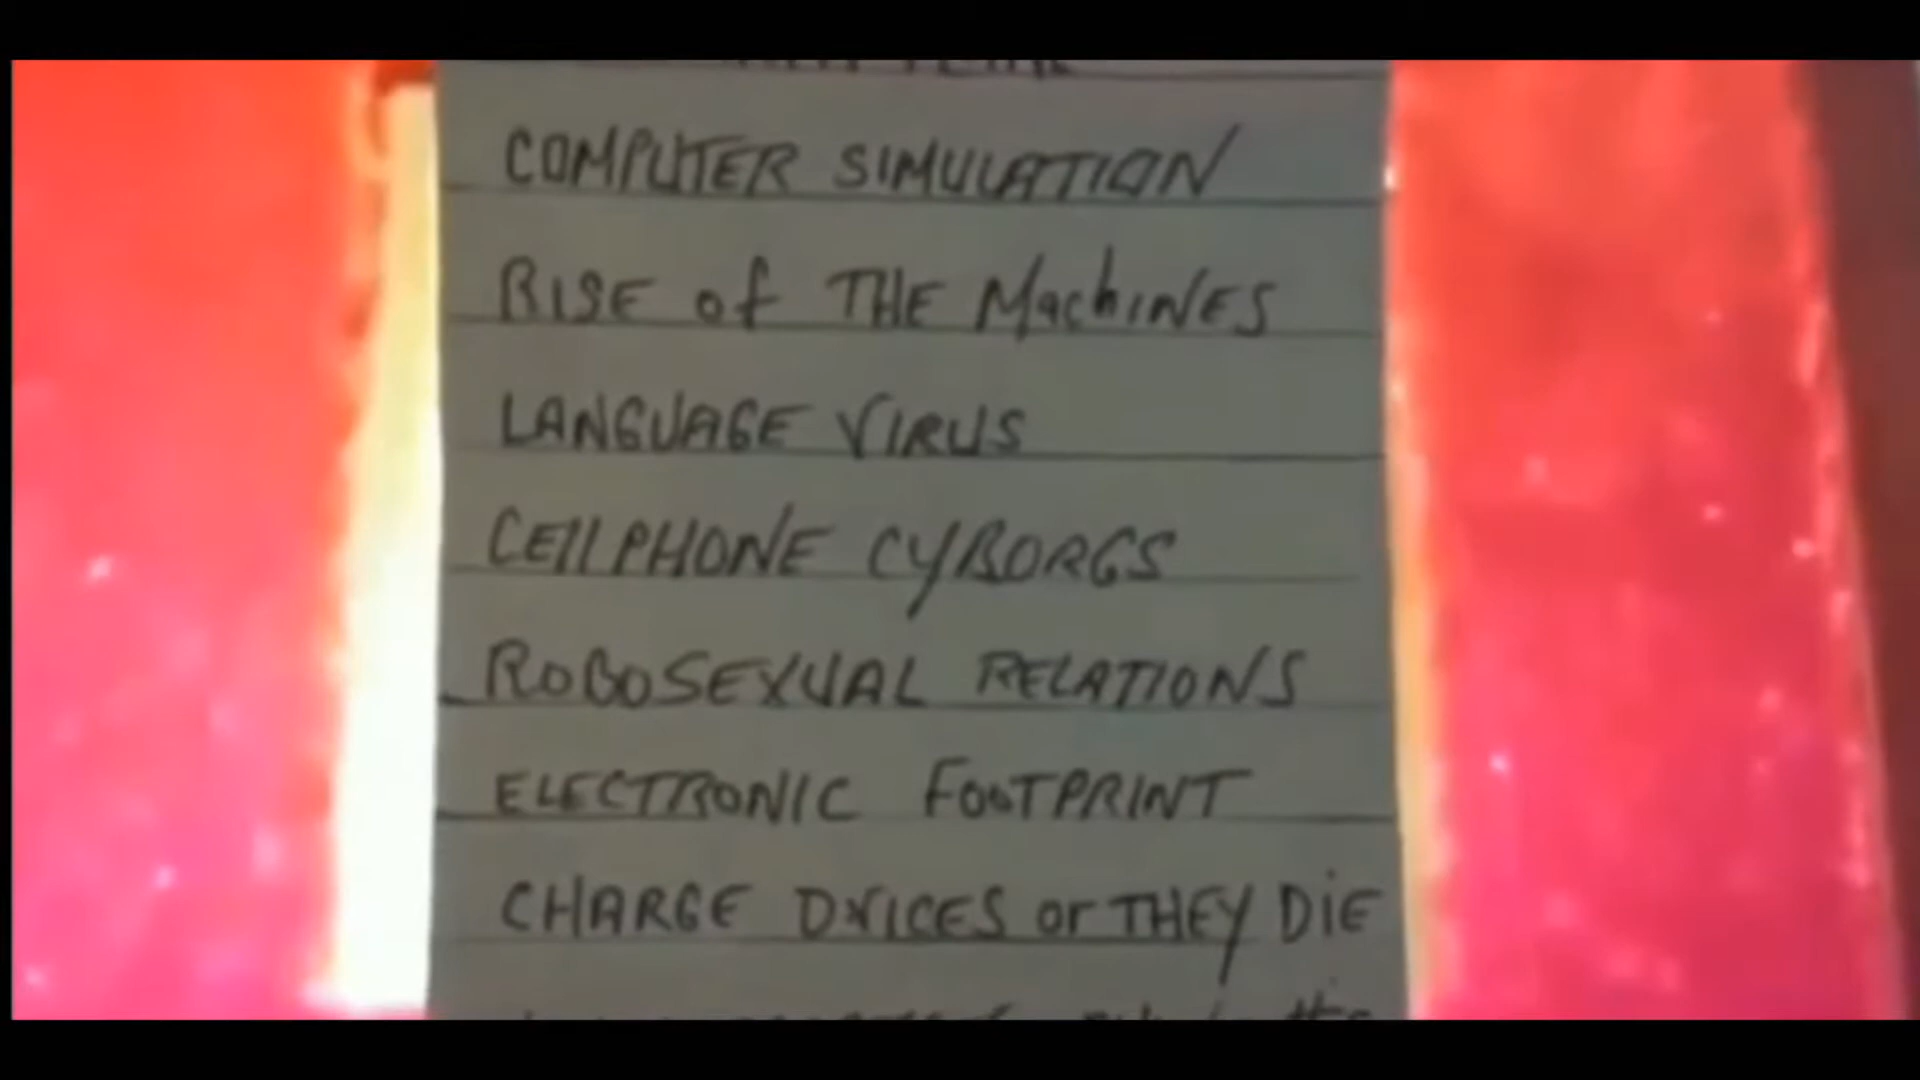 COMPUTER SIMULATION
RISE of THE MachINES
LANGUAGE VIRUS
CEllPHONE CYBORGS
ROBOSEXUAL RELATIONS
ELECTRONIC FOOTPRINT
CHARGE DVICES or THEY DiE